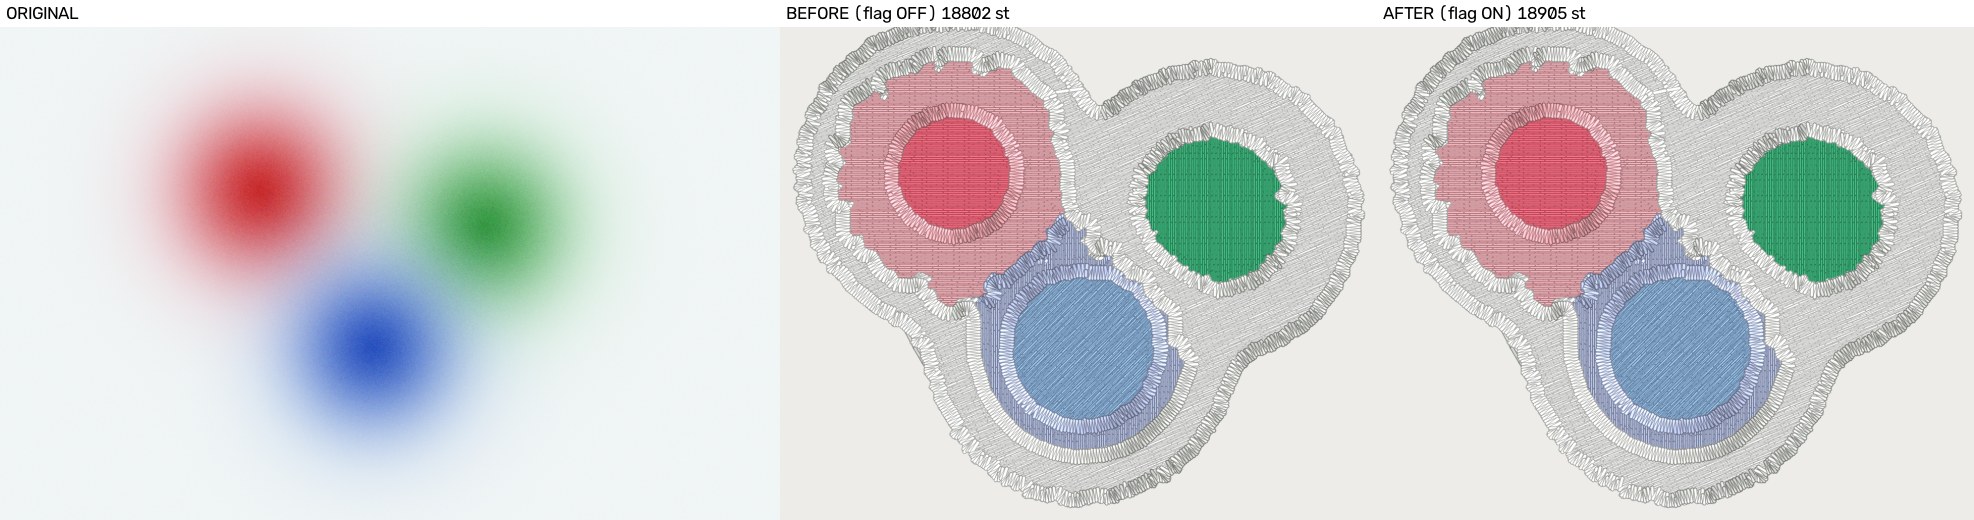 ORIGINAL
BEFORE (flag OFF) 18802 st
AFTER (flag ON) 18905 st